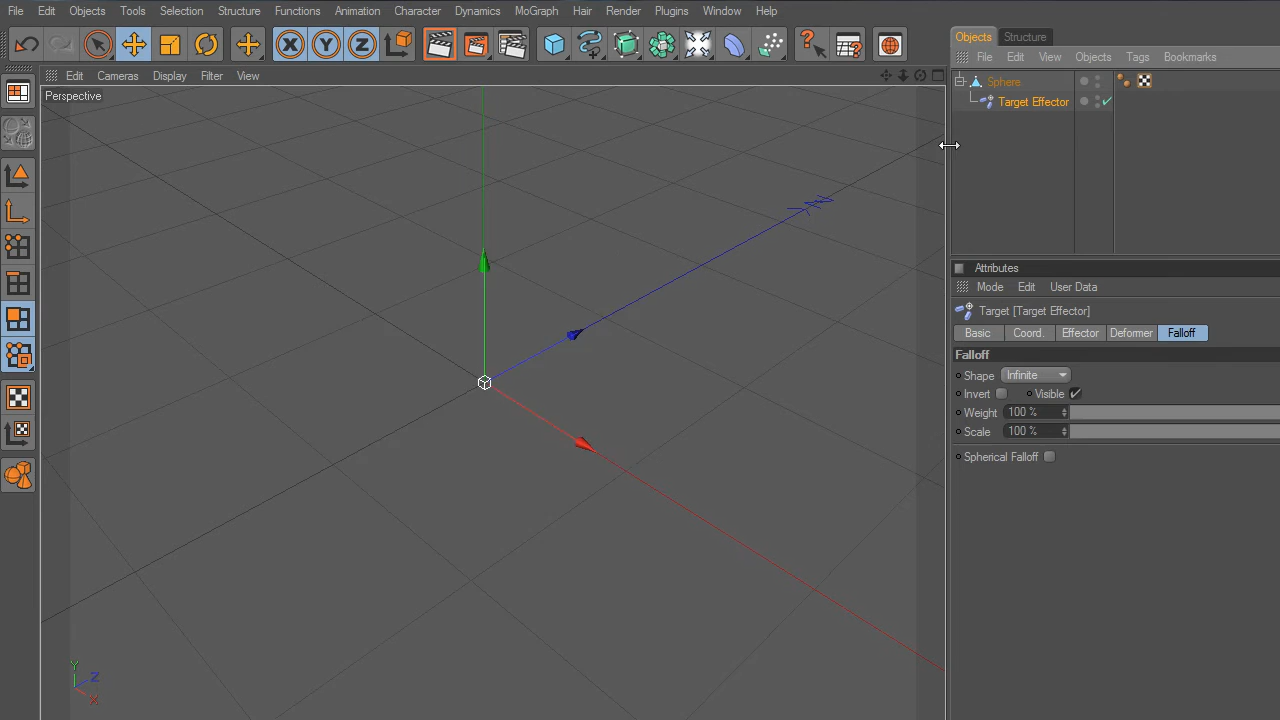 File Edit Objects Tools Selection Structure Functions Animation Character Dynamics MoGraph Hair Render Plugins Window Help
X Y Z
Objects Structure
File Edit View Objects Tags Bookmarks
Edit Cameras Display Filter View
Perspective
Sphere
Target Effector
Attributes
Mode Edit User Data
Target [Target Effector]
Basic Coord. Effector Deformer Falloff
Falloff
Shape Infinite
Invert Visible
Weight 100 %
Scale 100 %
Spherical Falloff
Y
Z
X